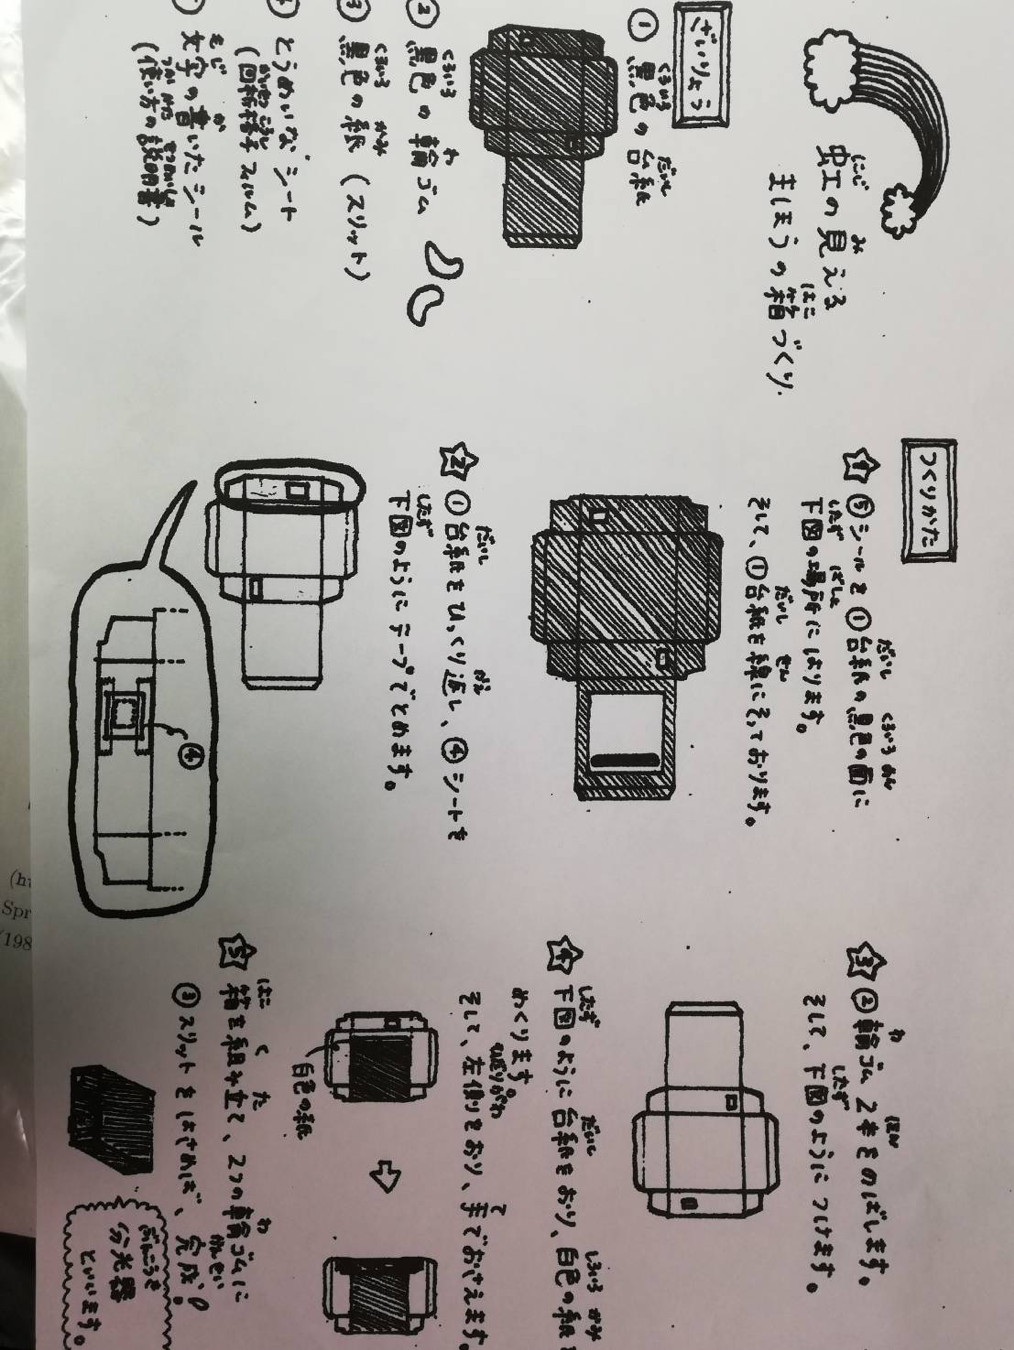 虹の見える
まほうの箱づくり
ざいりょう
① 黒色の台紙
② 黒色の輪ゴム
③ 黒色の紙 (スリット)
とうめいなシート
(回折格子フィルム)
文字の書いたシール
(使い方の説明書)
つくりかた
1 ⑤シールを①台紙の黒色の面に
下図の場所にはります。
そして、①台紙を線にそっております。
2 ①台紙をひっくり返し、④シートを
下図のようにテープでとめます。
④
3 ②輪ゴム2本をのばします。
そして、下図のようにつけます。
4 下図のように台紙をおり、白色の紙を
めくります。
そして、左側りをおり、手でおさえます。
白色の紙
5 箱を組み立て、2つの輪ゴムに
③スリットをはさめば、完成!
分光器
といいます。
(198